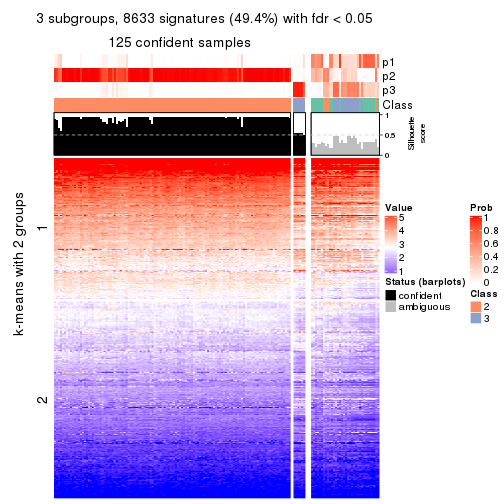 3 subgroups, 8633 signatures (49.4%) with fdr < 0.05
125 confident samples
p1
p2
p3
Class
1
0.5
0
Silhouette
score
k-means with 2 groups
1
2
Value
5
4
3
2
1
Status (barplots)
confident
ambiguous
Prob
1
0.8
0.6
0.4
0.2
0
Class
2
3